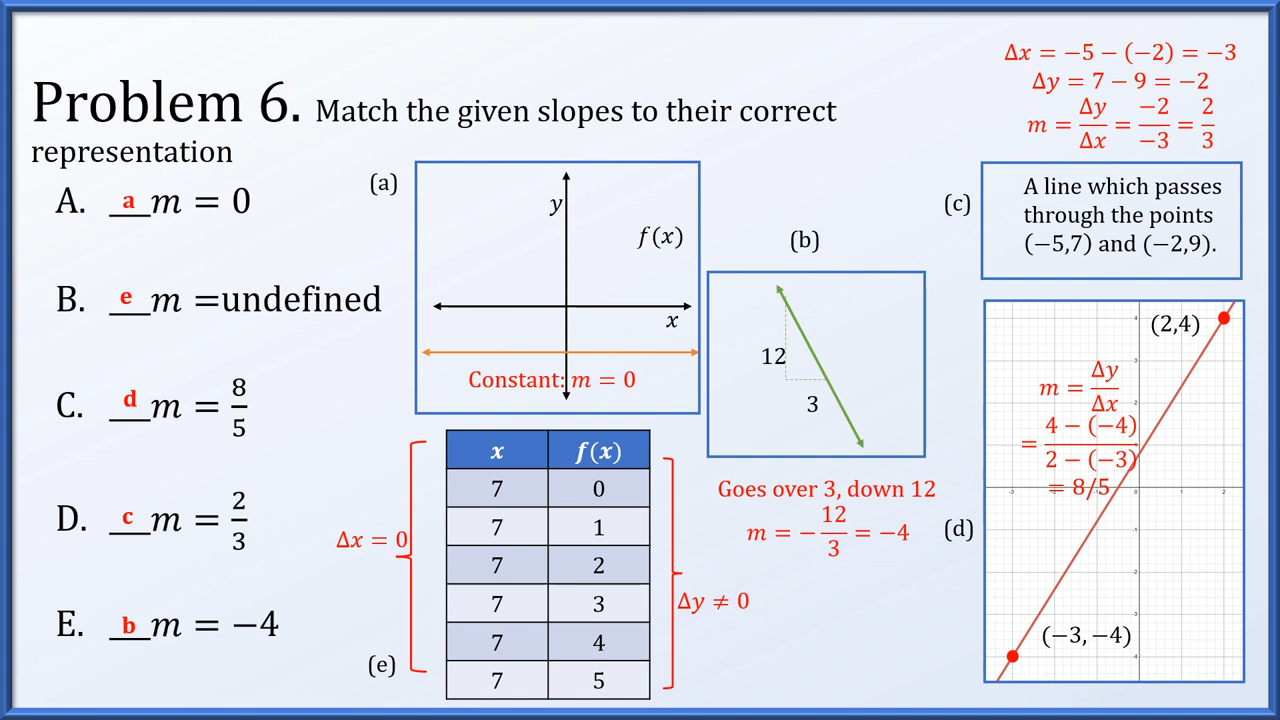 Δx = −5 − (−2) = −3
Δy = 7 − 9 = −2
m = Δy/Δx = −2/−3 = 2/3
Problem 6. Match the given slopes to their correct
representation
A. a m = 0
B. e m =undefined
C. d m = 8/5
D. c m = 2/3
E. b m = −4
(a)
y
f(x)
x
Constant: m = 0
(b)
12
3
Goes over 3, down 12
m = −12/3 = −4
(c)
A line which passes
through the points
(−5,7) and (−2,9).
(d)
(2,4)
m = Δy/Δx
= 4 − (−4)/2 − (−3)
= 8/5
(−3, −4)
(e)
x f(x)
7 0
7 1
7 2
7 3
7 4
7 5
Δx = 0
Δy ≠ 0